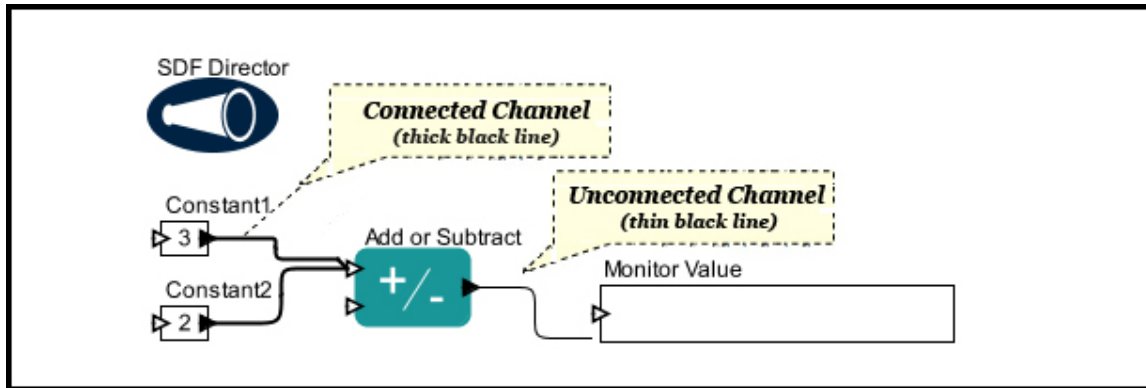 SDF Director
Connected Channel
(thick black line)
Unconnected Channel
(thin black line)
Constant1
3
Add or Subtract
+/-
Monitor Value
Constant2
2